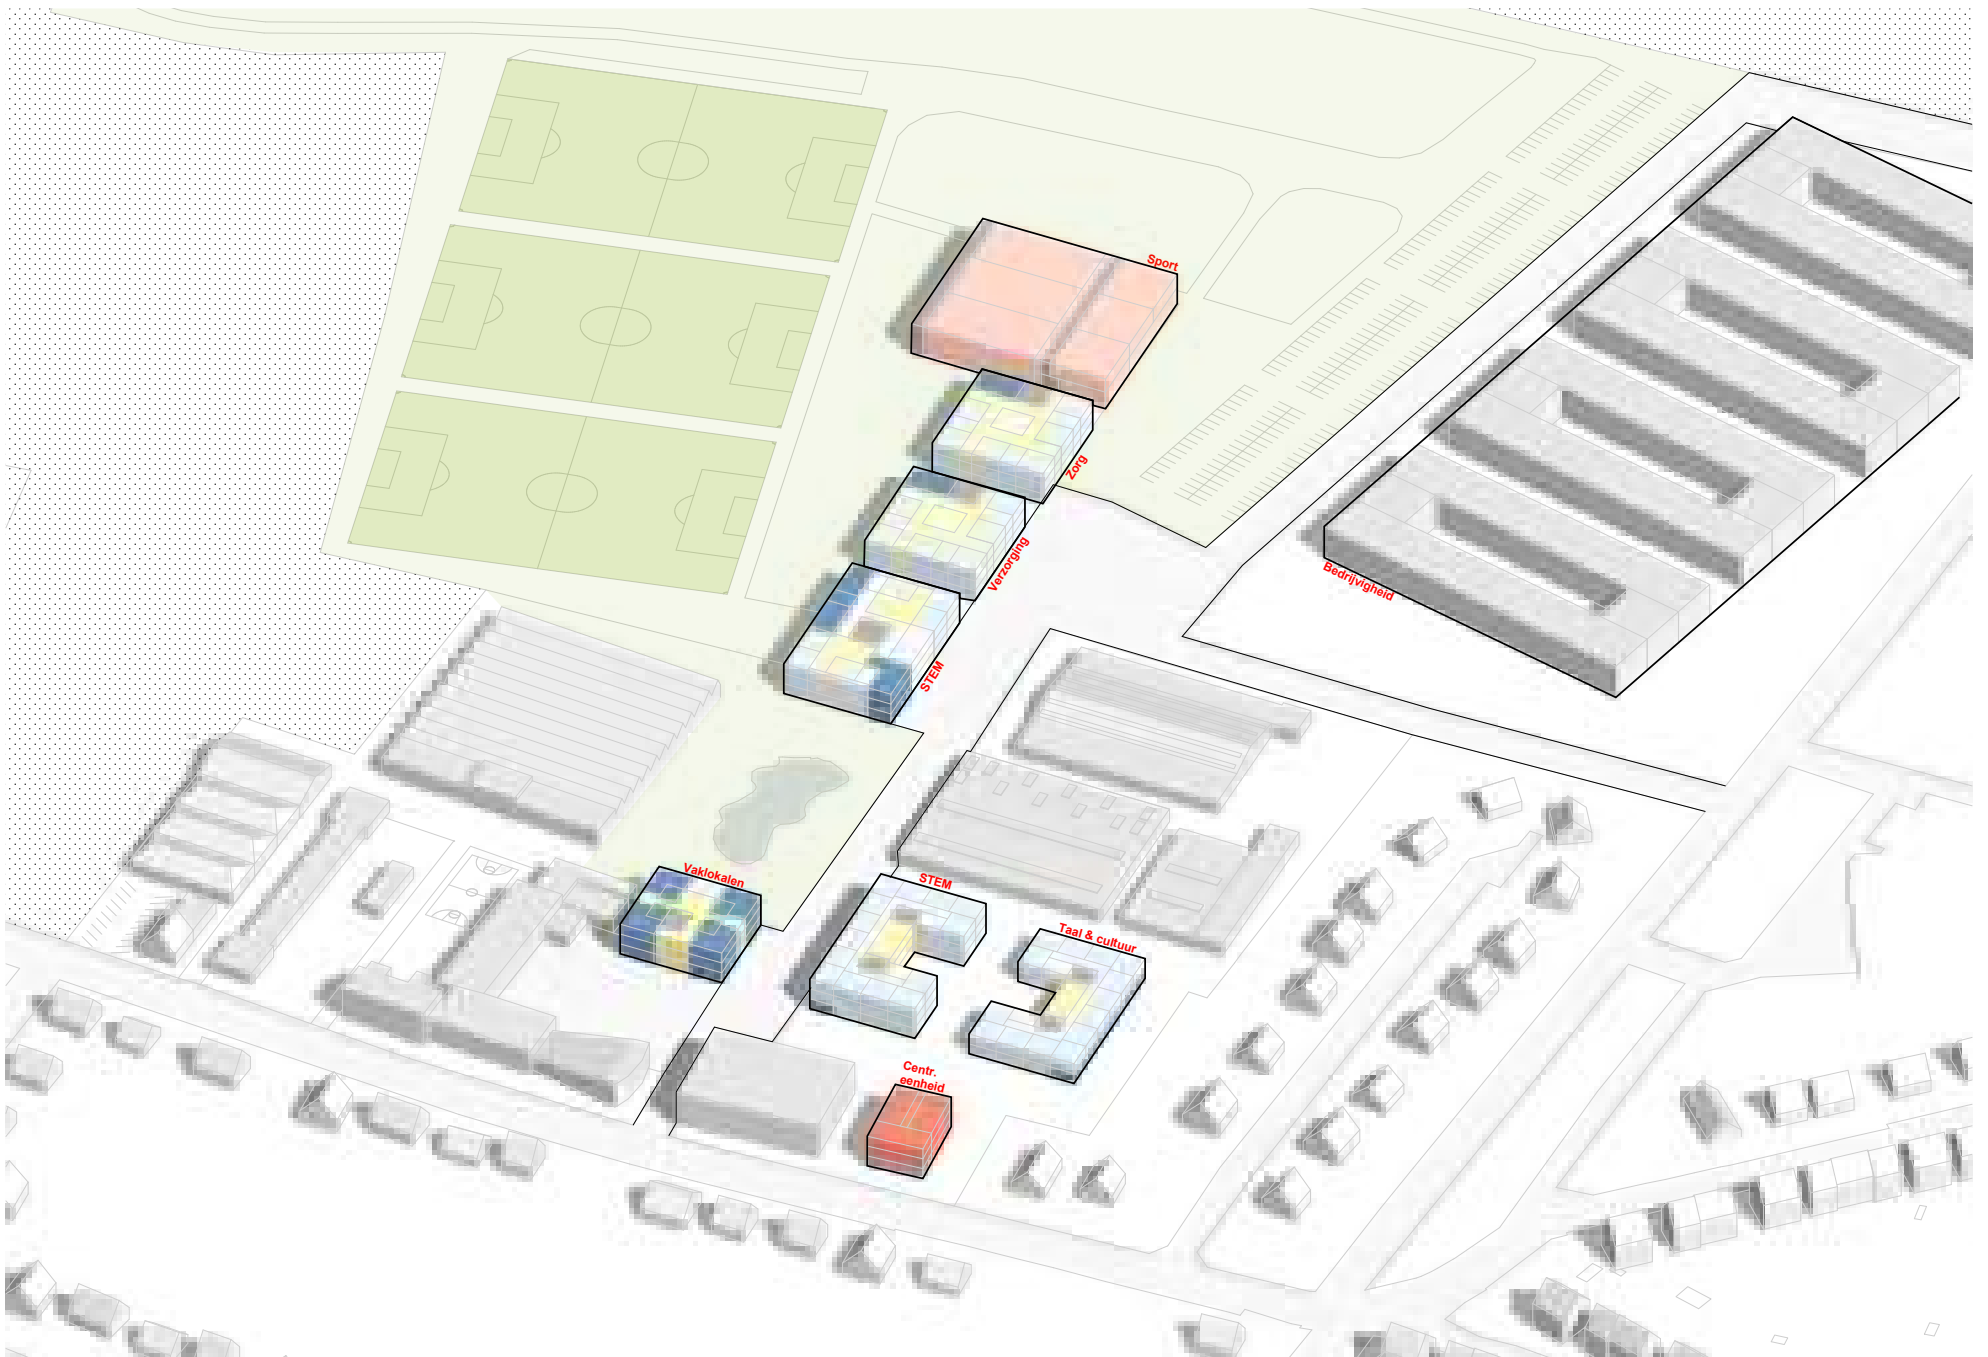 Sport
Zorg
Verzorging
Bedrijvigheid
STEM
Vaklokalen
STEM
Taal & cultuur
Centr.
eenheid